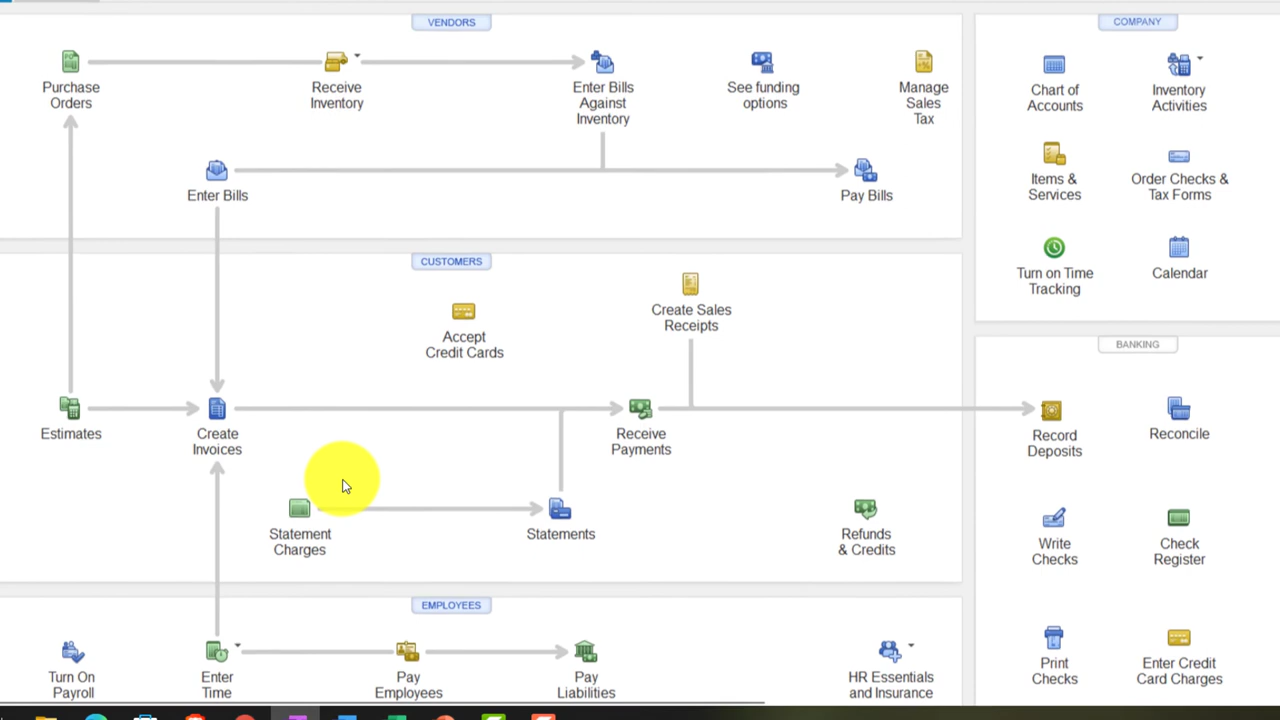 VENDORS
Purchase
Orders
Receive
Inventory
Enter Bills
Against
Inventory
See funding
options
Manage
Sales
Tax
Enter Bills
Pay Bills
CUSTOMERS
Accept
Credit Cards
Create Sales
Receipts
Estimates
Create
Invoices
Receive
Payments
Statement
Charges
Statements
Refunds
& Credits
EMPLOYEES
Turn On
Payroll
Enter
Time
Pay
Employees
Pay
Liabilities
HR Essentials
and Insurance
COMPANY
Chart of
Accounts
Inventory
Activities
Items &
Services
Order Checks &
Tax Forms
Turn on Time
Tracking
Calendar
BANKING
Record
Deposits
Reconcile
Write
Checks
Check
Register
Print
Checks
Enter Credit
Card Charges